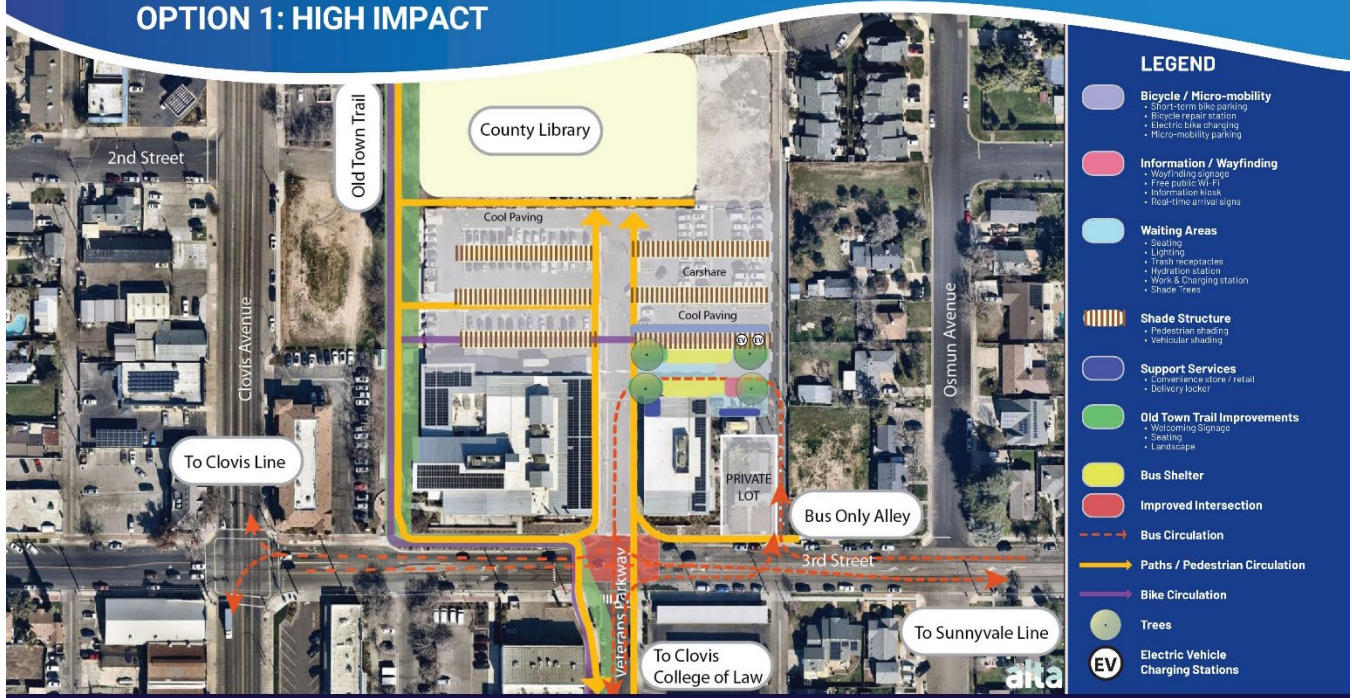 OPTION 1: HIGH IMPACT
2nd Street
Clovis Avenue
Old Town Trail
County Library
Cool Paving
Carshare
Cool Paving
EV EV
Osmun Avenue
To Clovis Line
PRIVATE
LOT
Bus Only Alley
3rd Street
Veterans Parkway
To Clovis
College of Law
To Sunnyvale Line
alta
LEGEND
Bicycle / Micro-mobility
• Short-term bike parking
• Bicycle repair station
• Electric bike charging
• Micro-mobility parking
Information / Wayfinding
• Wayfinding signage
• Free public Wi-Fi
• Information kiosk
• Real-time arrival signs
Waiting Areas
• Seating
• Lighting
• Trash receptacles
• Hydration station
• Work & Charging station
• Shade Trees
Shade Structure
• Pedestrian shading
• Vehicular shading
Support Services
• Convenience store / retail
• Delivery locker
Old Town Trail Improvements
• Welcoming Signage
• Seating
• Landscape
Bus Shelter
Improved Intersection
Bus Circulation
Paths / Pedestrian Circulation
Bike Circulation
Trees
EV
Electric Vehicle
Charging Stations